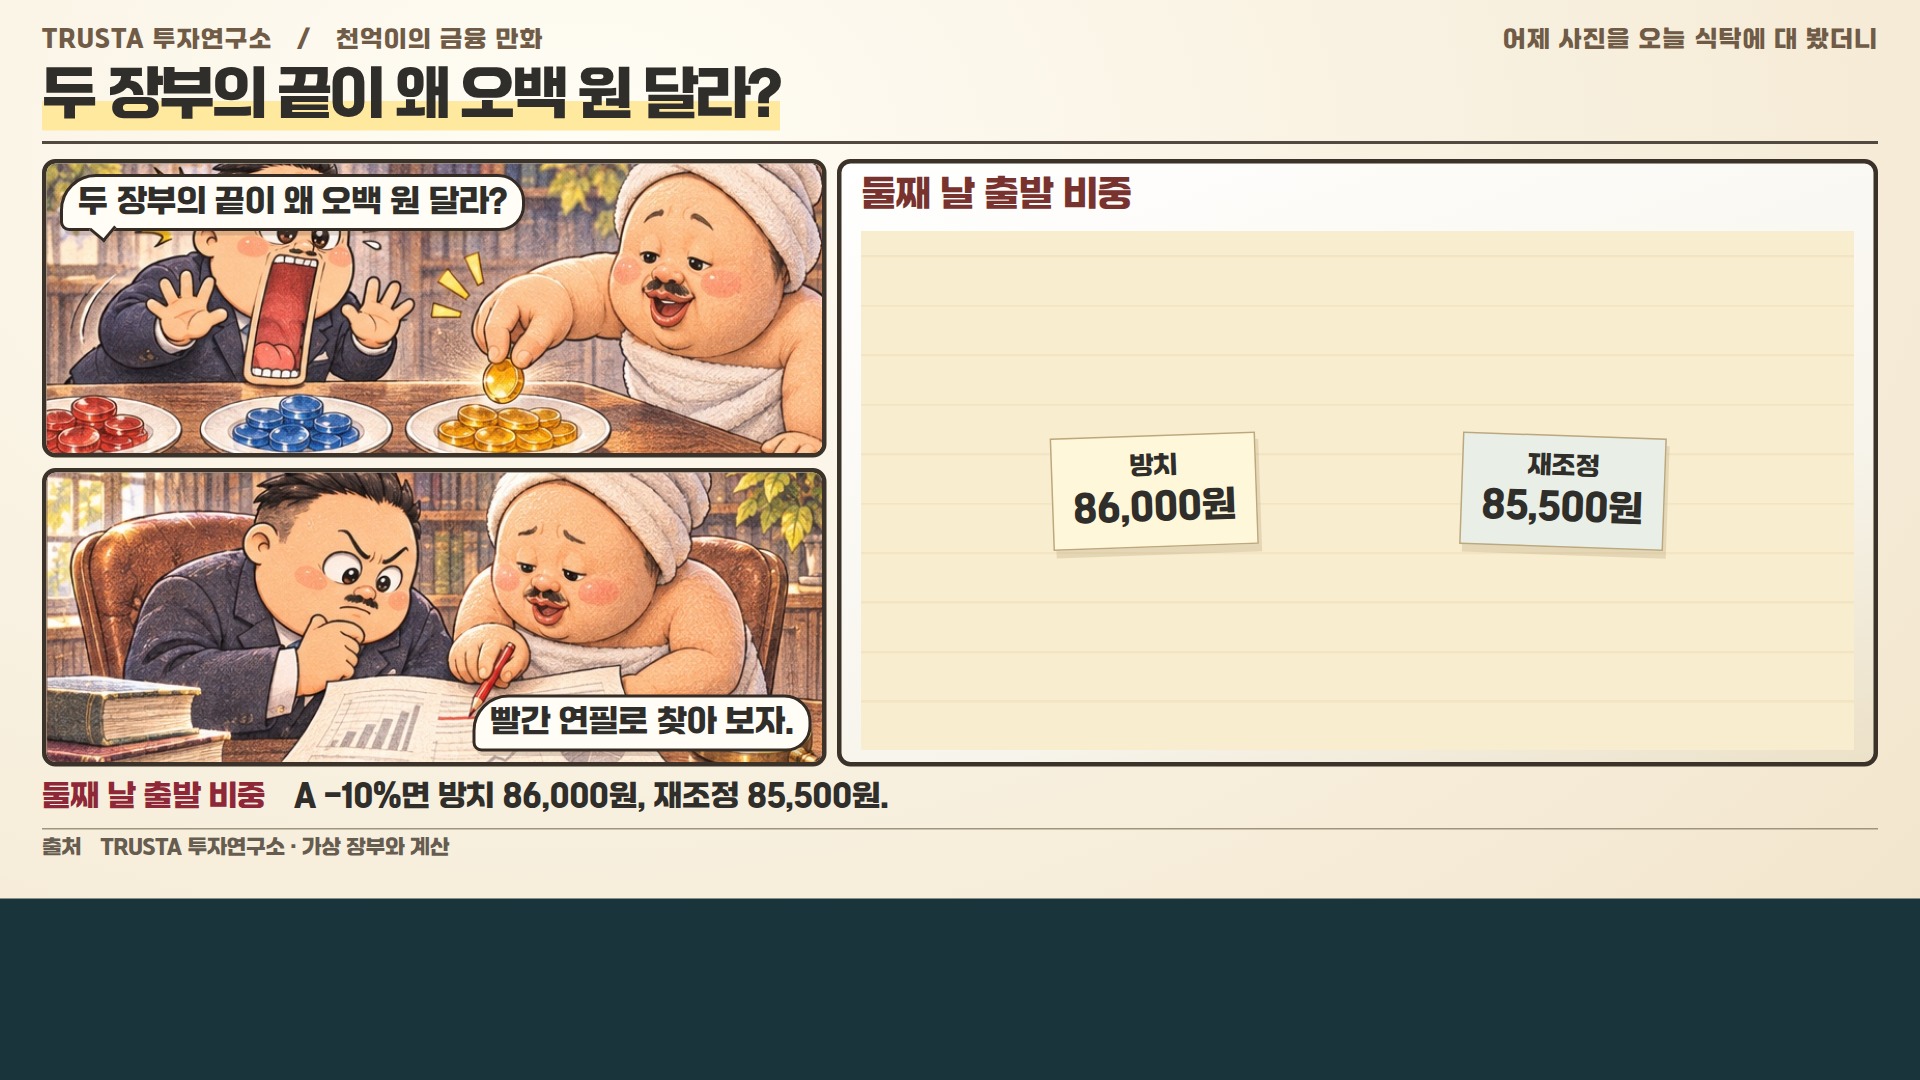 TRUSTA 투자연구소 / 천억이의 금융 만화
어제 사진을 오늘 식탁에 대 봤더니
두 장부의 끝이 왜 오백 원 달라?
두 장부의 끝이 왜 오백 원 달라?
빨간 연필로 찾아 보자.
둘째 날 출발 비중
방치
86,000원
재조정
85,500원
둘째 날 출발 비중 A −10%면 방치 86,000원, 재조정 85,500원.
출처 TRUSTA 투자연구소 · 가상 장부와 계산